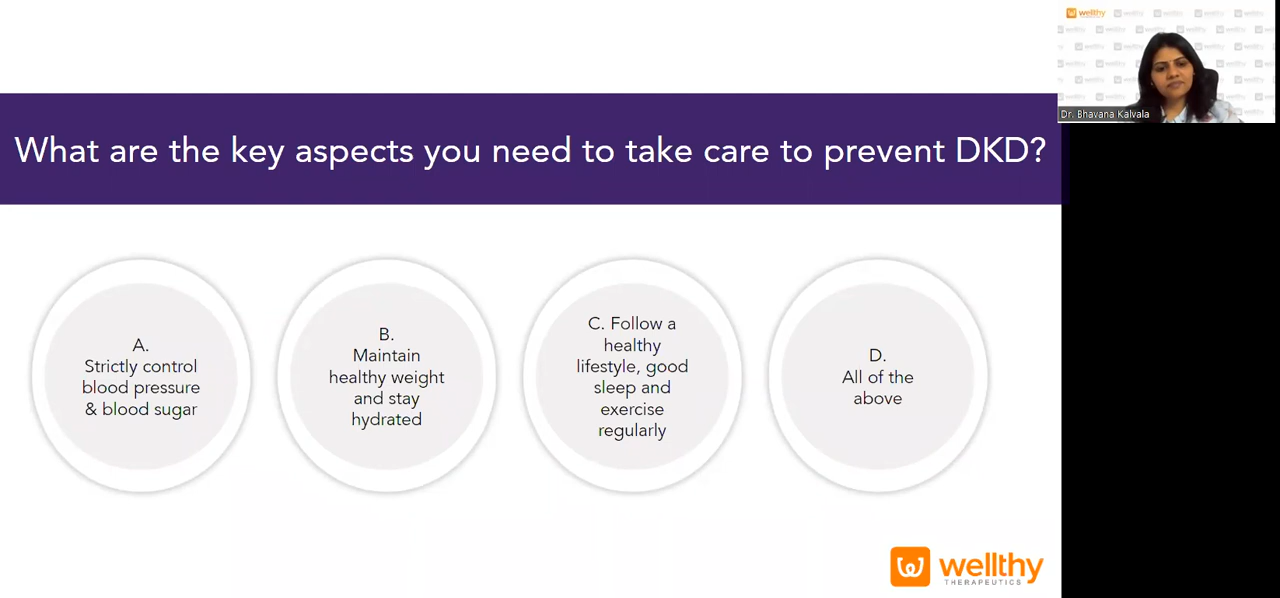 wellthy
Dr. Bhavana Kalvala
What are the key aspects you need to take care to prevent DKD?
A.
Strictly control
blood pressure
& blood sugar
B.
Maintain
healthy weight
and stay
hydrated
C. Follow a
healthy
lifestyle, good
sleep and
exercise
regularly
D.
All of the
above
wellthy
THERAPEUTICS